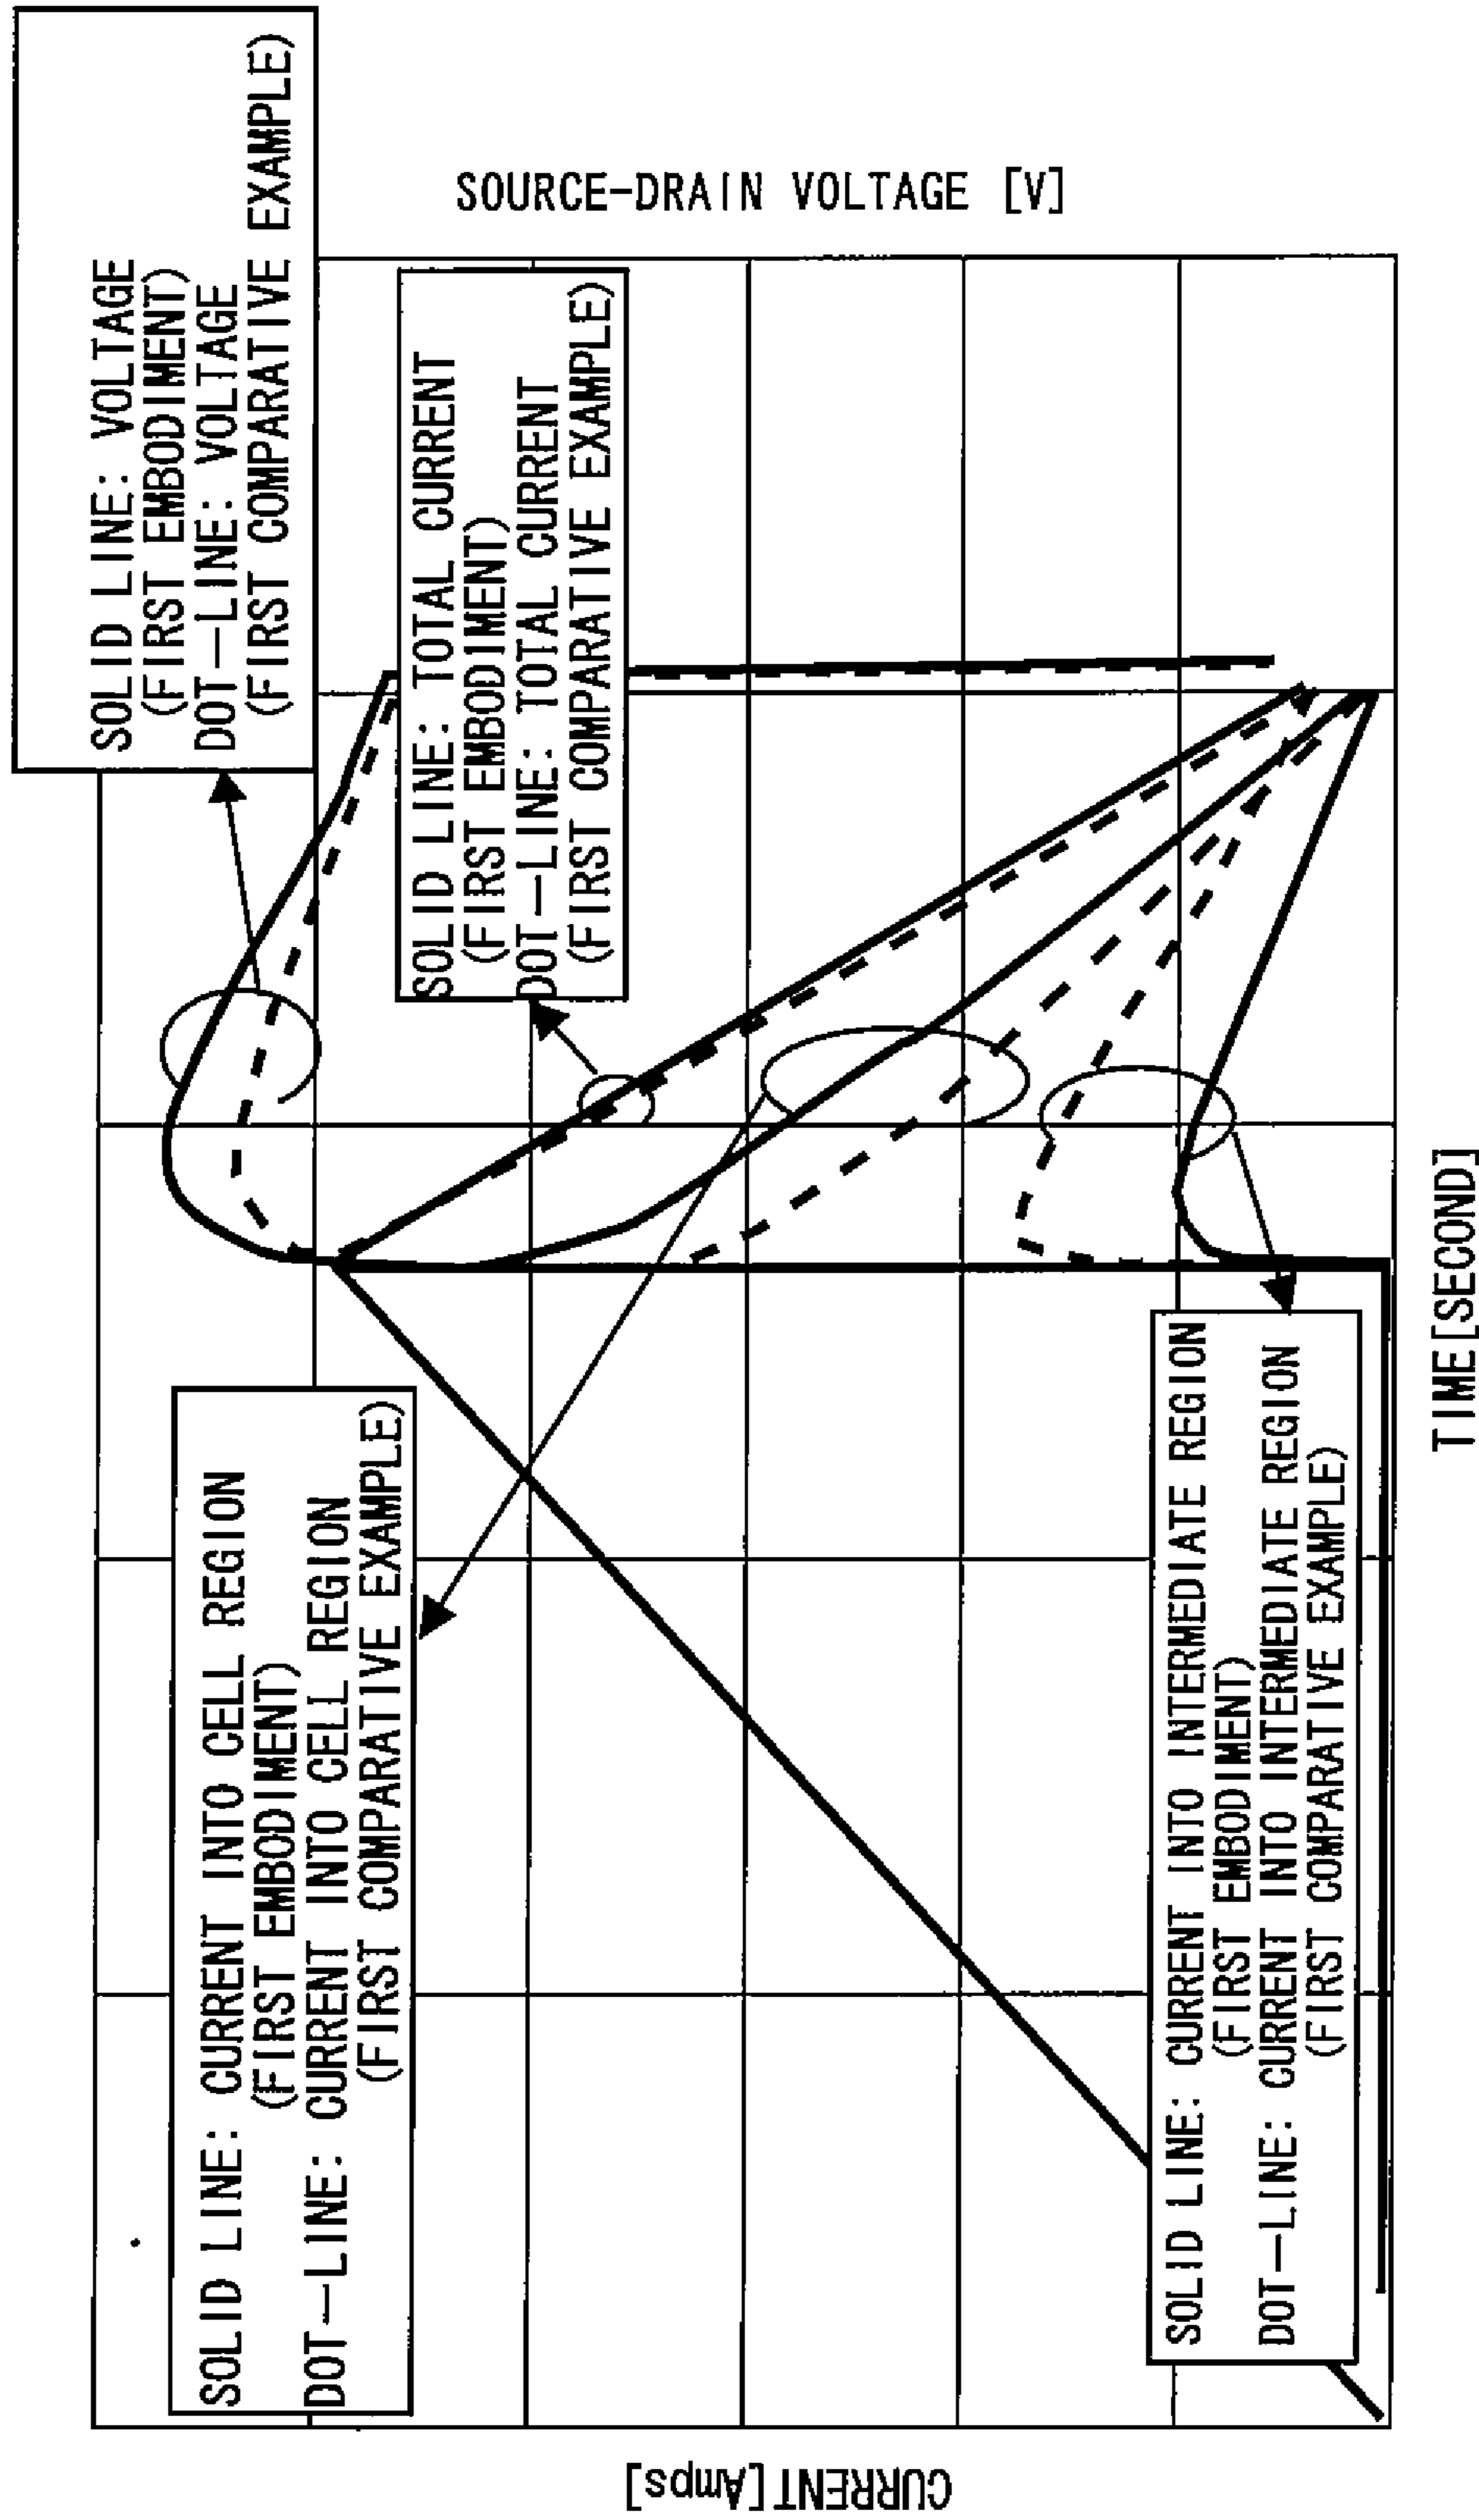 SOLID LINE: VOLTAGE
(FIRST EMBODIMENT)
DOT-LINE: VOLTAGE
(FIRST COMPARATIVE EXAMPLE)
SOLID LINE: CURRENT INTO CELL REGION
(FIRST EMBODIMENT)
DOT-LINE: CURRENT INTO CELL REGION
(FIRST COMPARATIVE EXAMPLE)
SOLID LINE: TOTAL CURRENT
(FIRST EMBODIMENT)
DOT-LINE: TOTAL CURRENT
(FIRST COMPARATIVE EXAMPLE)
CURRENT[Amps]
SOURCE-DRAIN VOLTAGE [V]
SOLID LINE: CURRENT INTO INTERMEDIATE REGION
(FIRST EMBODIMENT)
DOT-LINE: CURRENT INTO INTERMEDIATE REGION
(FIRST COMPARATIVE EXAMPLE)
TIME[SECOND]